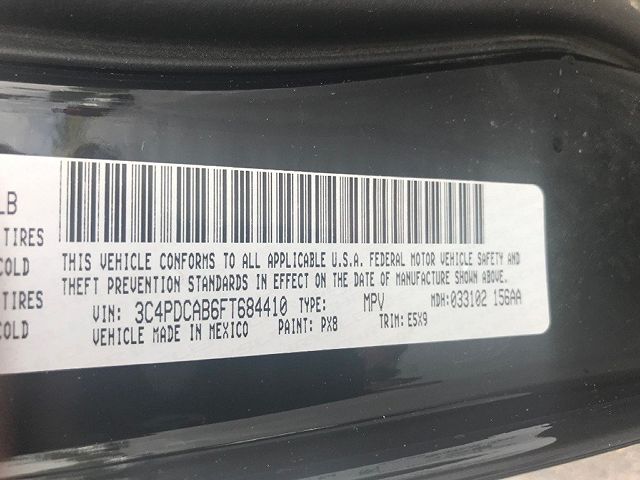 LB
TIRES
COLD
TIRES
COLD
THIS VEHICLE CONFORMS TO ALL APPLICABLE U.S.A. FEDERAL MOTOR VEHICLE SAFETY AND
THEFT PREVENTION STANDARDS IN EFFECT ON THE DATE OF MANUFACTURE SHOWN ABOVE.
VIN: 3C4PDCAB6FT684410 TYPE: MPV MDH:033102 156AA
VEHICLE MADE IN MEXICO PAINT: PX8 TRIM: E5X9